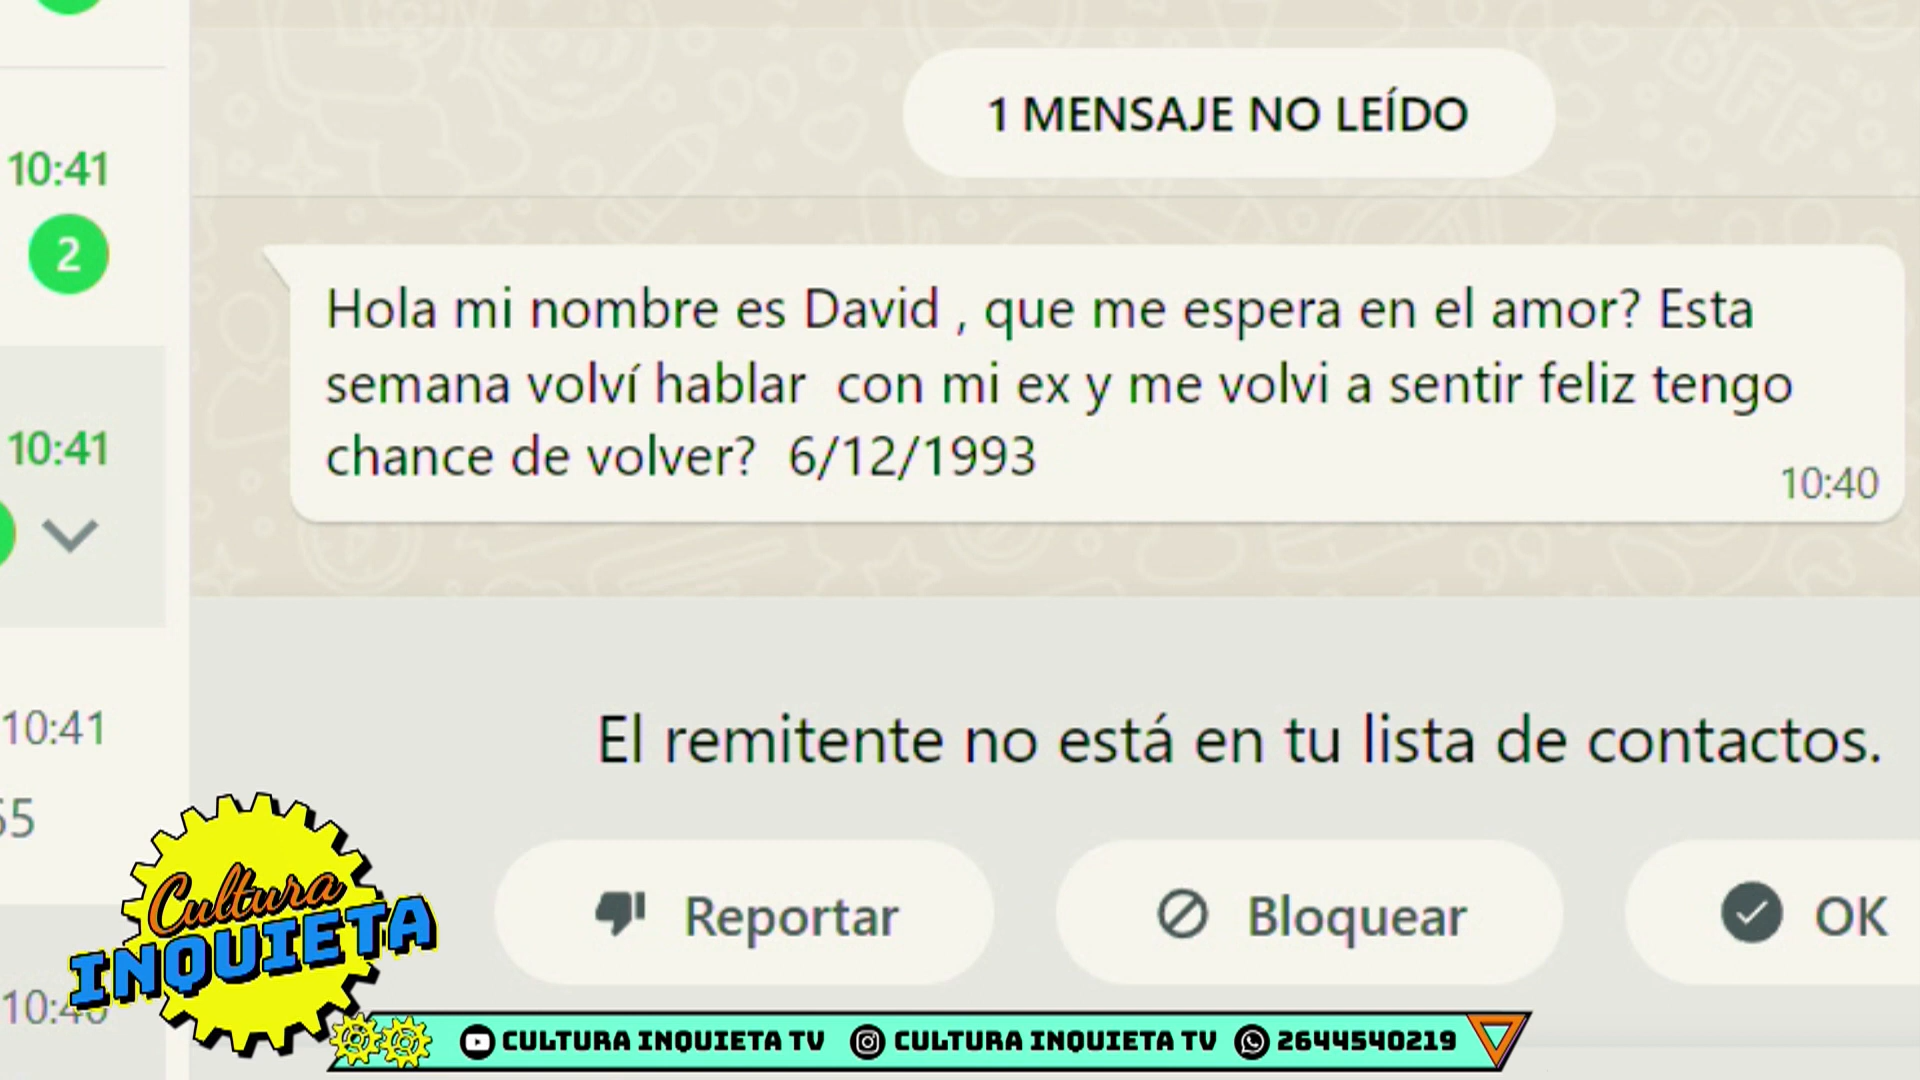 10:41
2
10:41
10:41
55
1 MENSAJE NO LEÍDO
Hola mi nombre es David , que me espera en el amor? Esta
semana volví hablar  con mi ex y me volvi a sentir feliz tengo
chance de volver?  6/12/1993
10:40
El remitente no está en tu lista de contactos.
Reportar
Bloquear
OK
Cultura
INQUIETA
CULTURA INQUIETA TV
CULTURA INQUIETA TV
2644540219